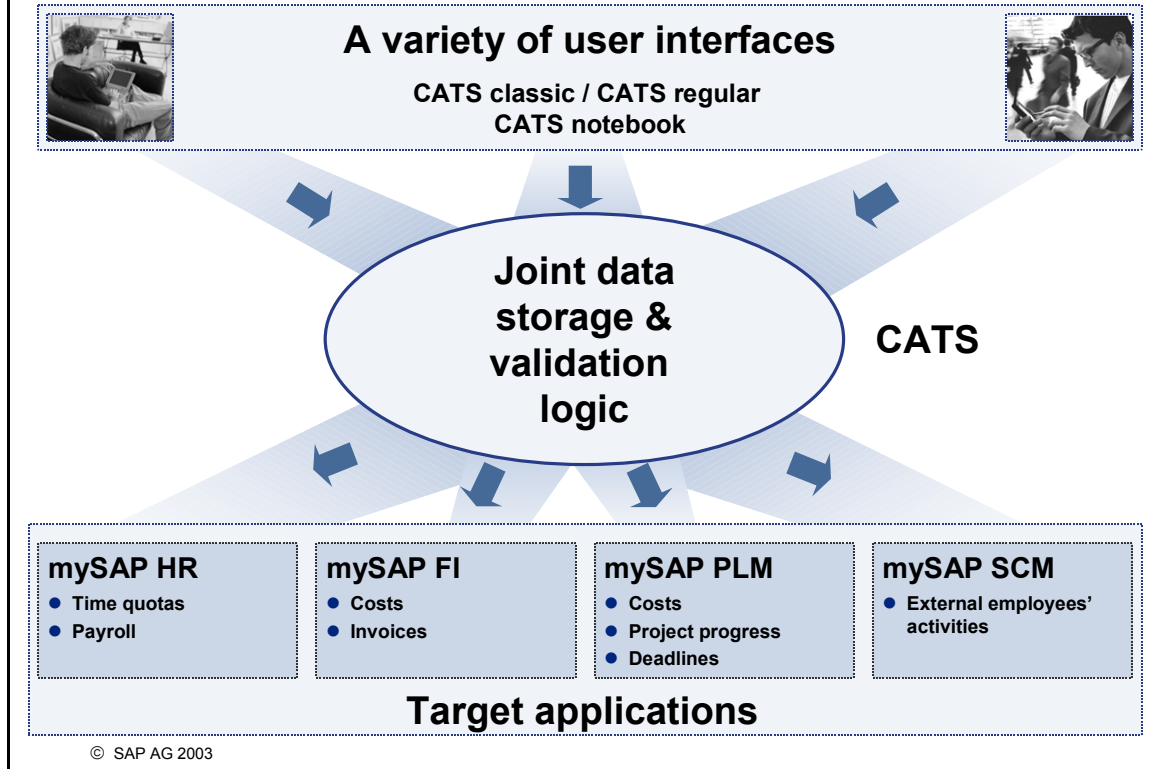 A variety of user interfaces
CATS classic / CATS regular
CATS notebook
Joint data
storage &
validation
logic
CATS
mySAP HR
Time quotas
Payroll
mySAP FI
Costs
Invoices
mySAP PLM
Costs
Project progress
Deadlines
mySAP SCM
External employees’
activities
Target applications
© SAP AG 2003